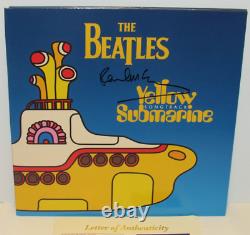 THE
BEATLES
Yellow
SONGTRACK
Submarine
Letter of Authenticity